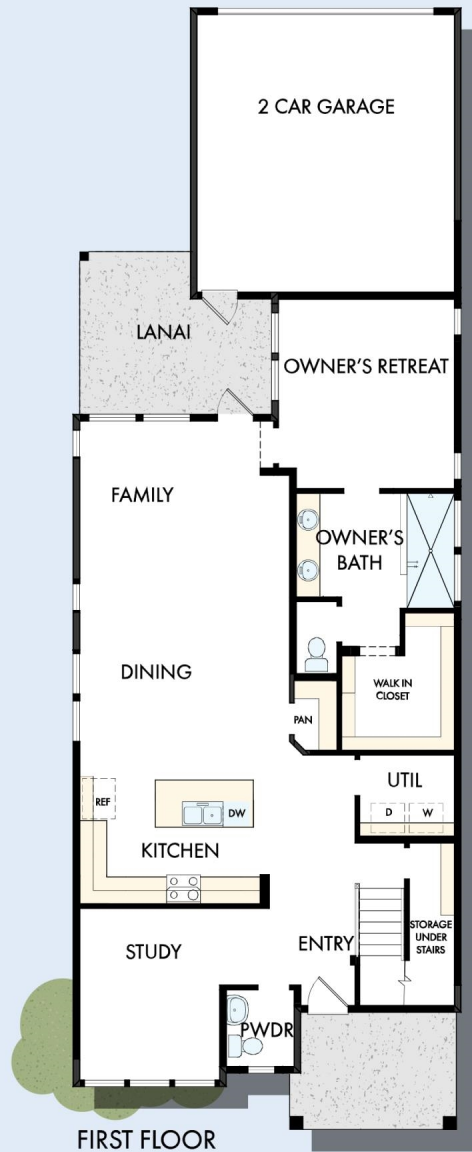 2 CAR GARAGE
LANAI
OWNER'S RETREAT
FAMILY
OWNER'S
BATH
DINING
WALK IN
CLOSET
PAN
UTIL
REF
DW
D
W
KITCHEN
STUDY
ENTRY
STORAGE
UNDER
STAIRS
PWDR
FIRST FLOOR